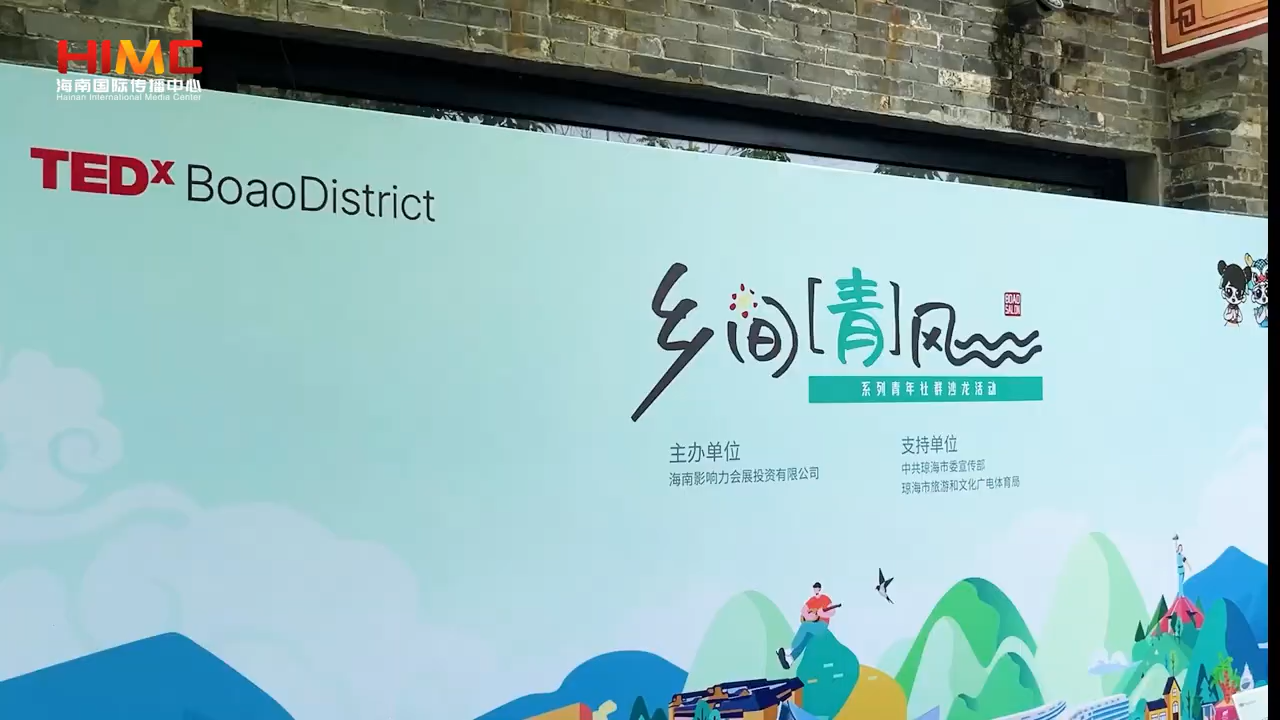 HIMC
海南国际传播中心
Hainan International Media Center
TEDx BoaoDistrict
乡间[青]风
BOAO
SALON
系列青年社群沙龙活动
主办单位
海南影响力会展投资有限公司
支持单位
中共琼海市委宣传部
琼海市旅游和文化广电体育局